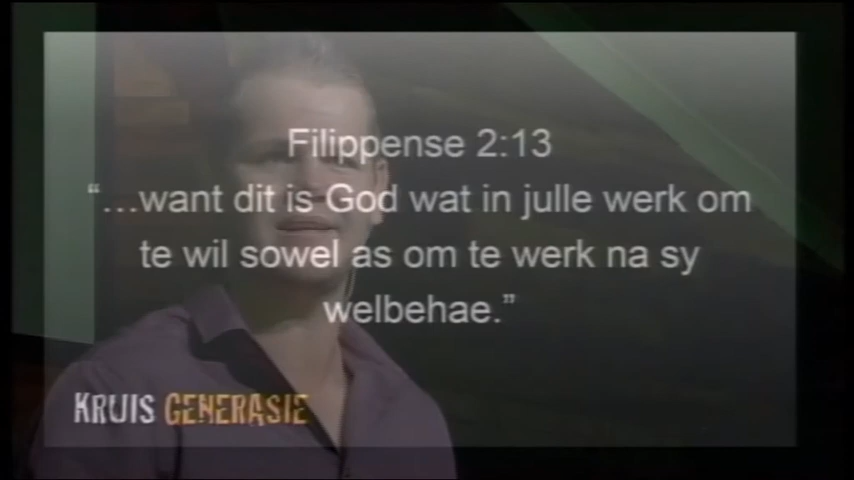 Filippense 2:13
“...want dit is God wat in julle werk om
te wil sowel as om te werk na sy
welbehae.”
KRUIS GENERASIE